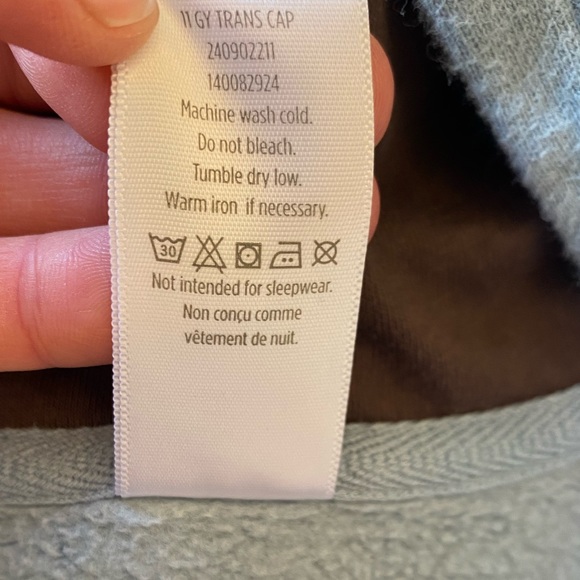 11 GY TRANS CAP
240902211
140082924
Machine wash cold.
Do not bleach.
Tumble dry low.
Warm iron if necessary.
30
Not intended for sleepwear.
Non conçu comme
vêtement de nuit.